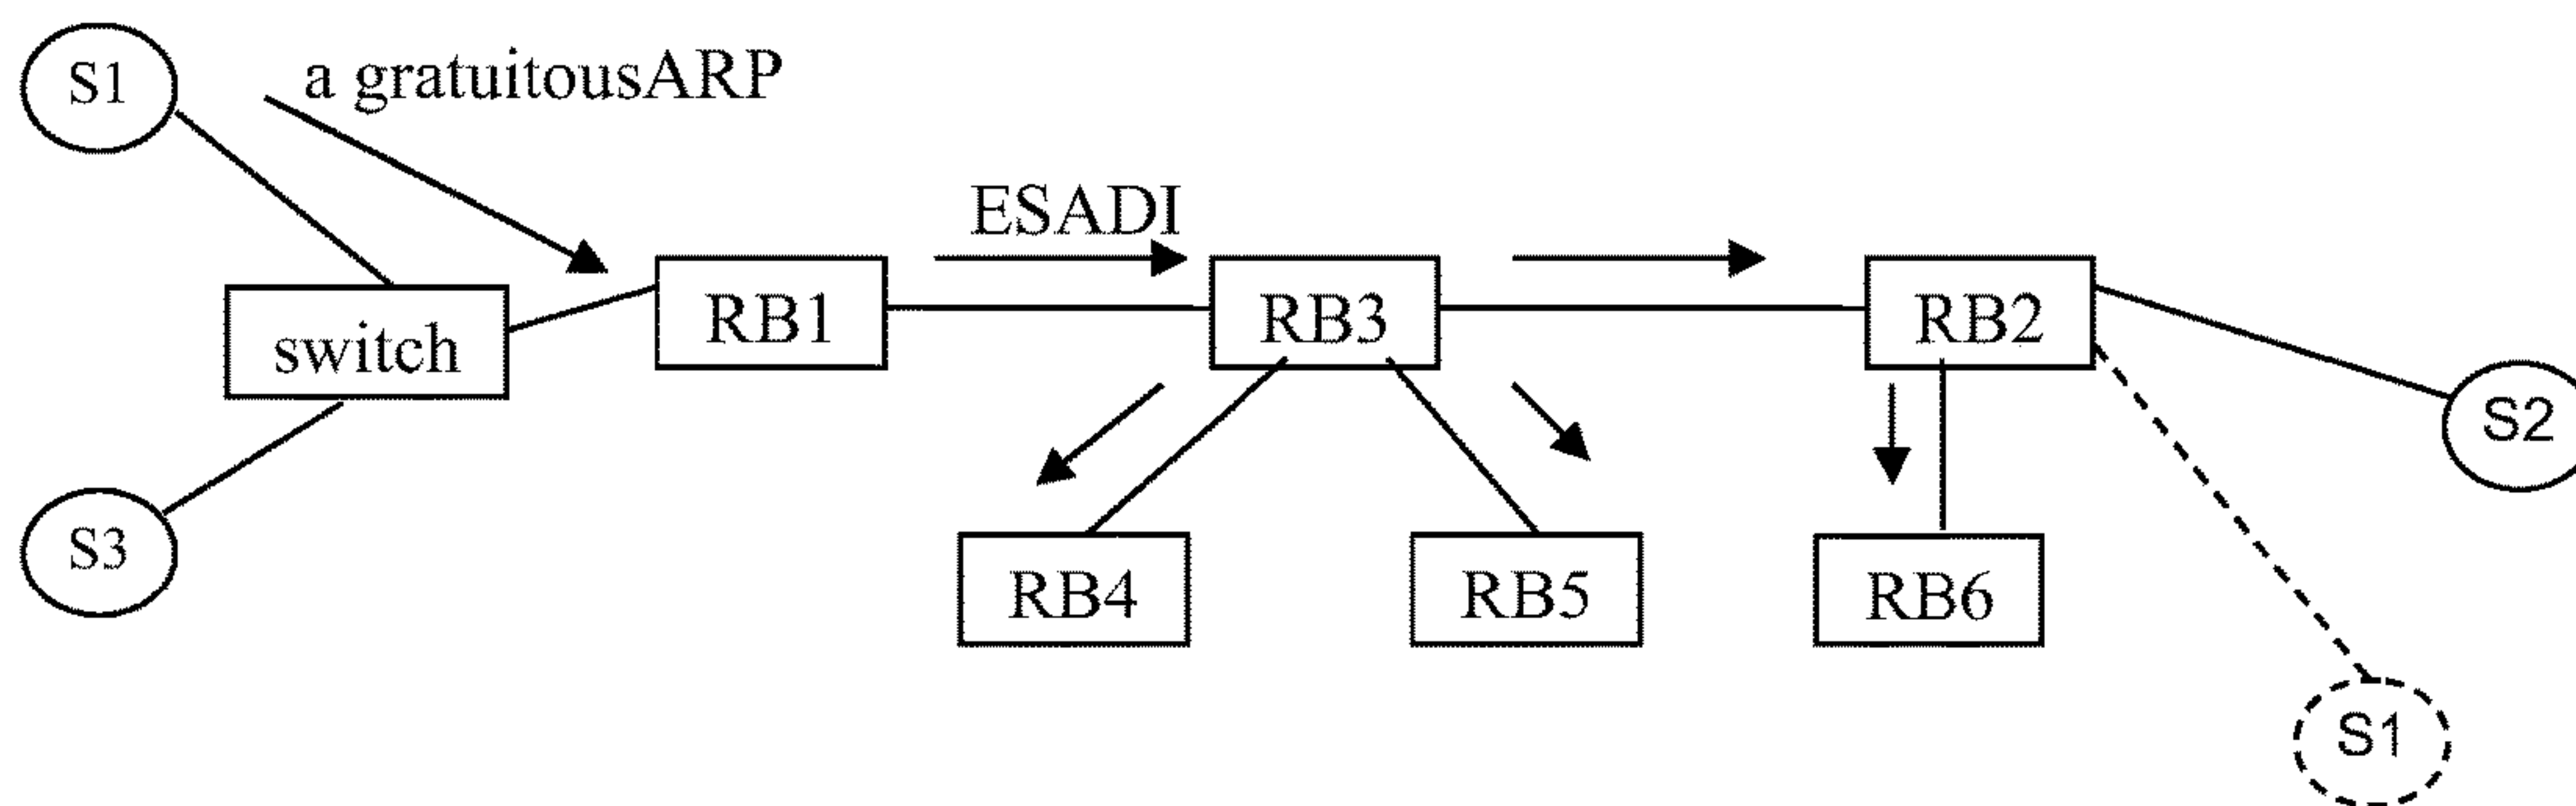 S1
a gratuitousARP
ESADI
switch
RB1
RB3
RB2
S2
S3
RB4
RB5
RB6
S1